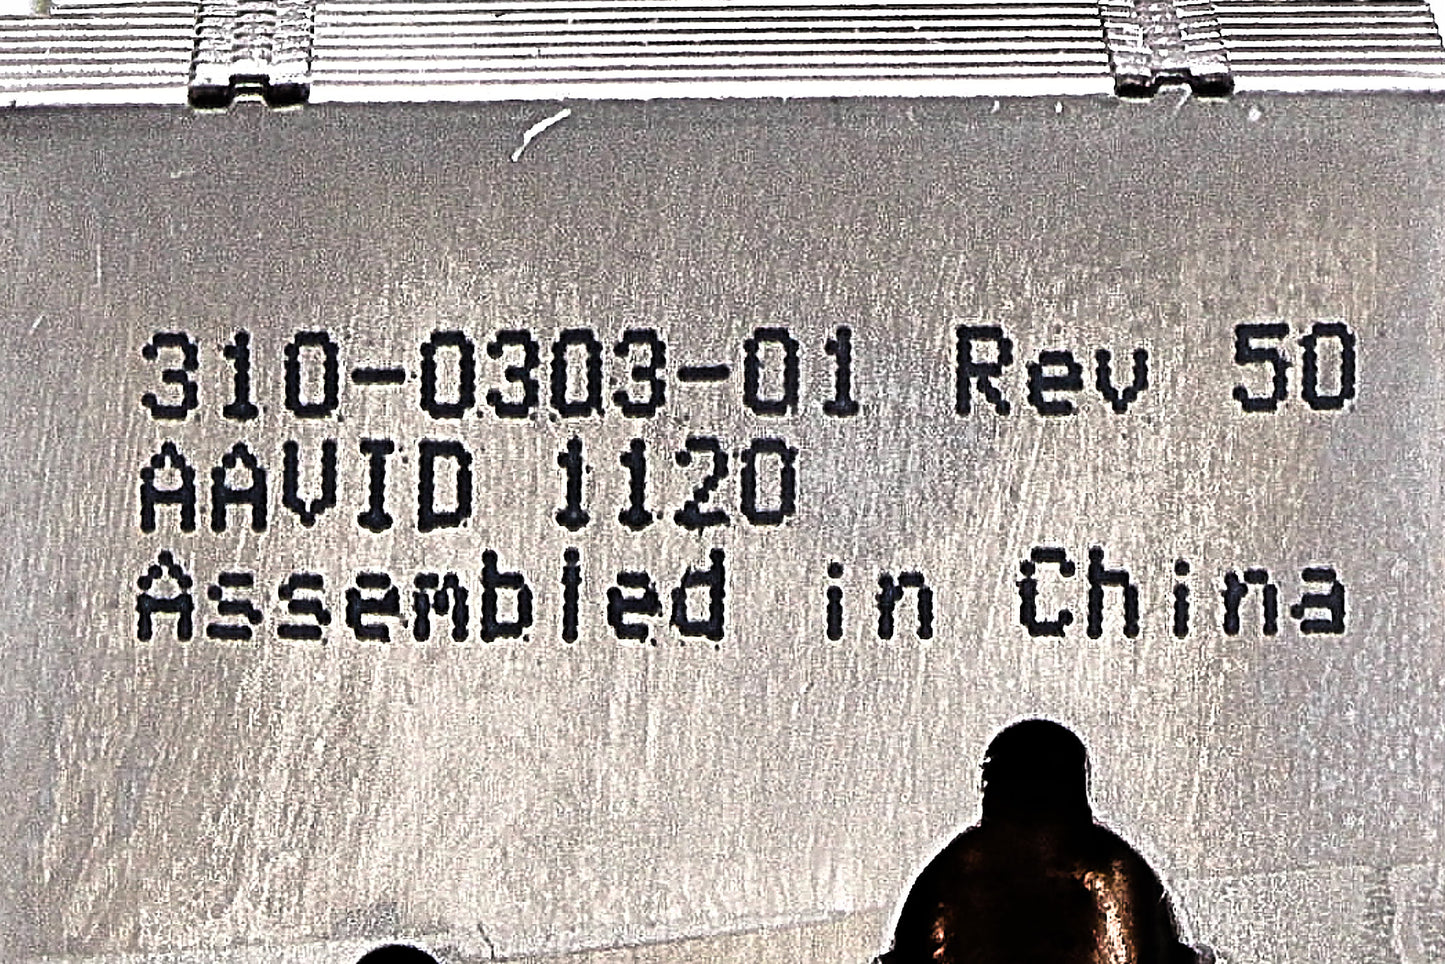 310-0303-01 Rev 50
AAVID 1120
Assembled in China